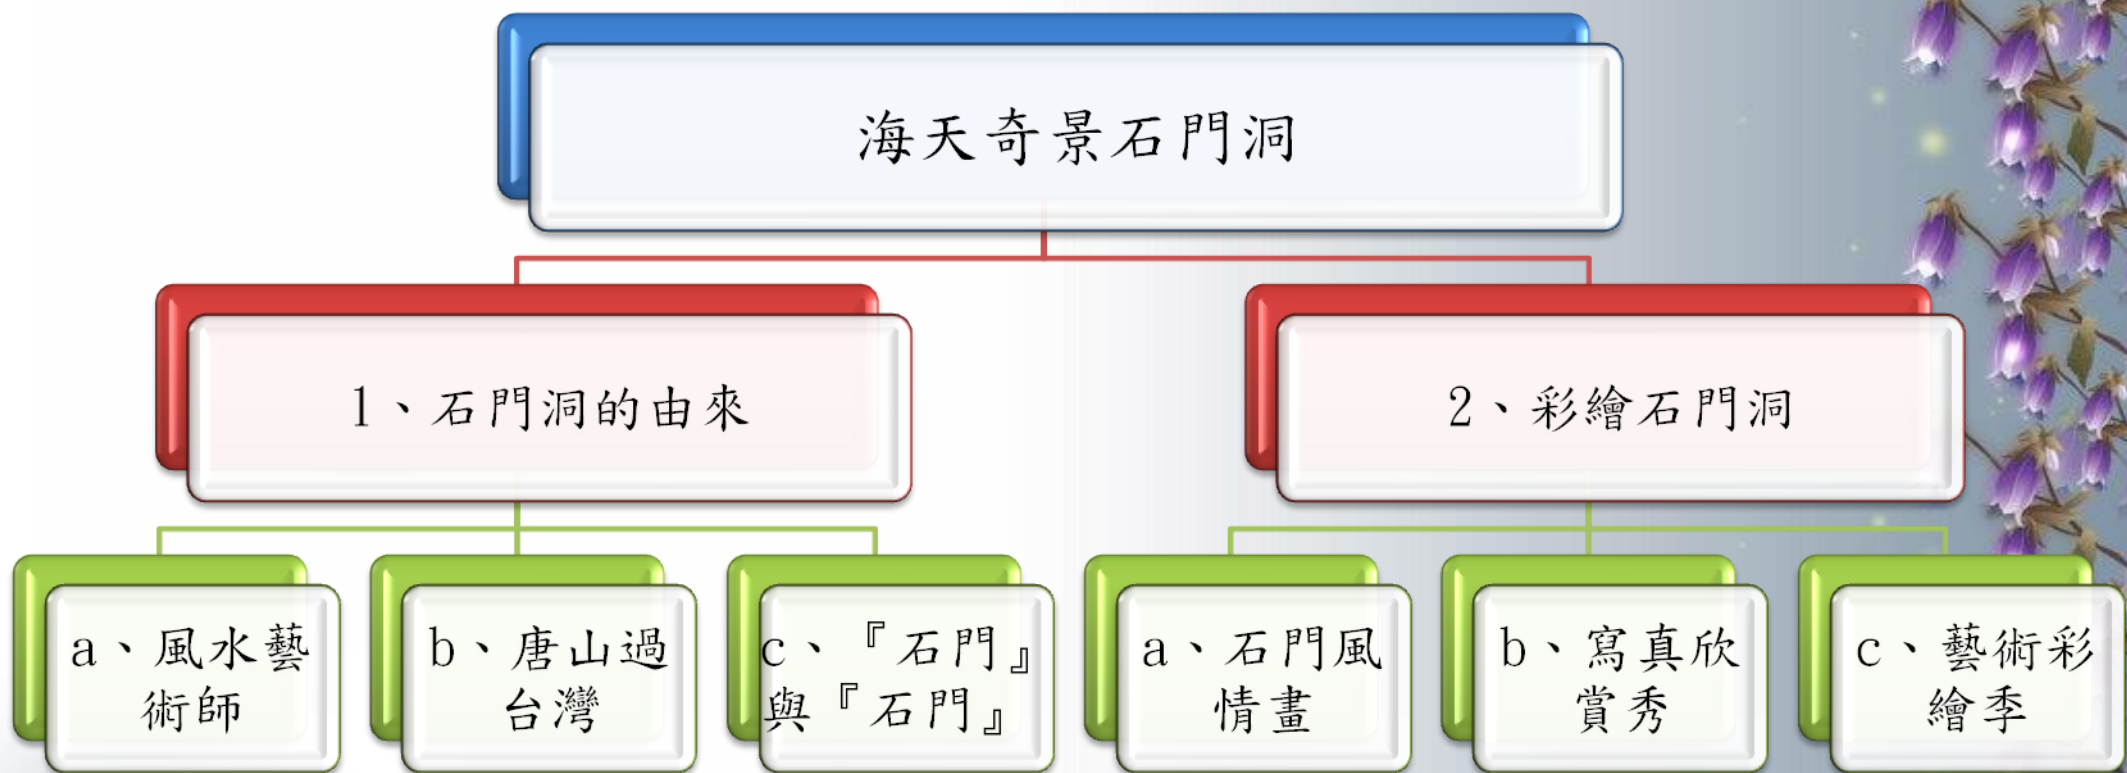 海天奇景石門洞
1、石門洞的由來
2、彩繪石門洞
a、風水藝
術師
b、唐山過
台灣
c、『石門』
與『石門』
a、石門風
情畫
b、寫真欣
賞秀
c、藝術彩
繪季